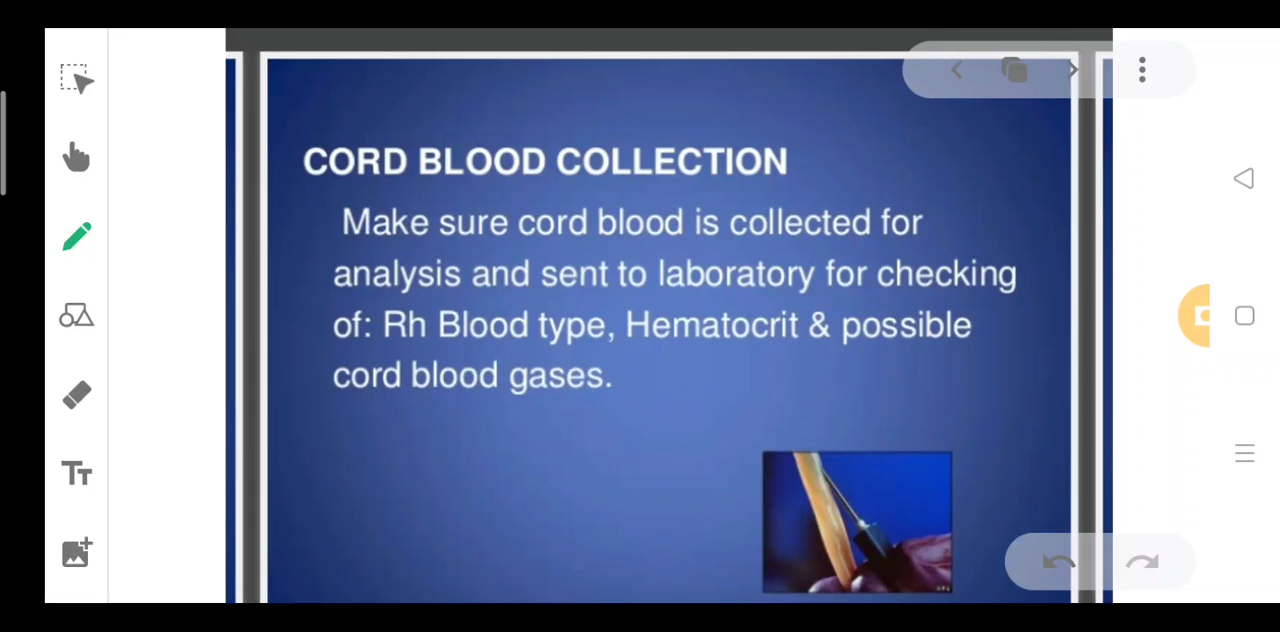 CORD BLOOD COLLECTION
Make sure cord blood is collected for
analysis and sent to laboratory for checking
of: Rh Blood type, Hematocrit & possible
cord blood gases.
TT